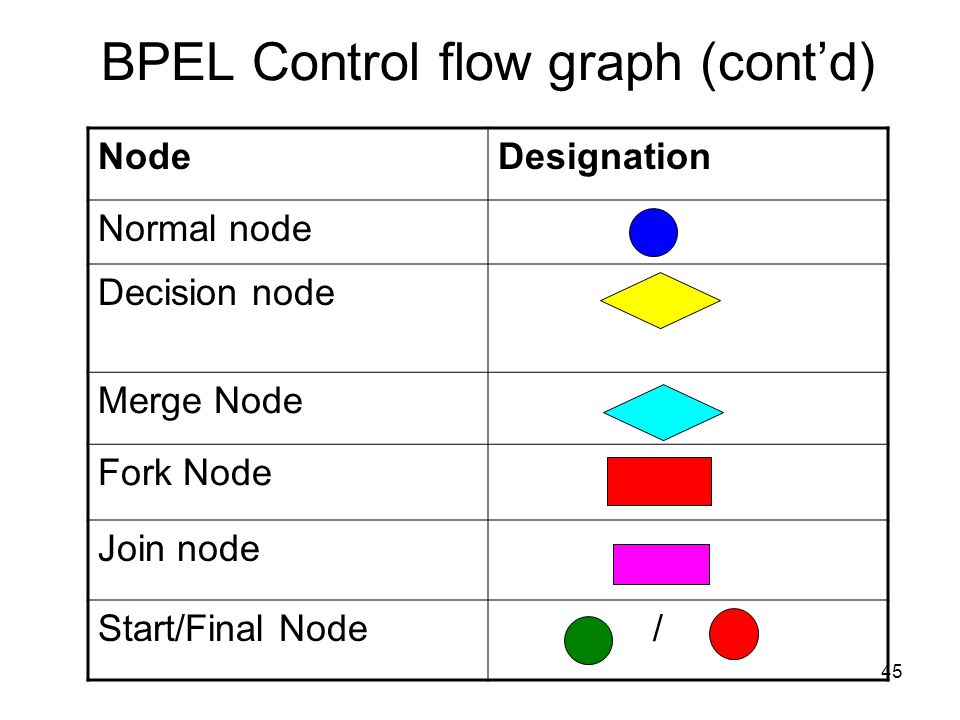 BPEL Control flow graph (cont’d)
Node Designation
Normal node
Decision node
Merge Node
Fork Node
Join node
Start/Final Node /
45